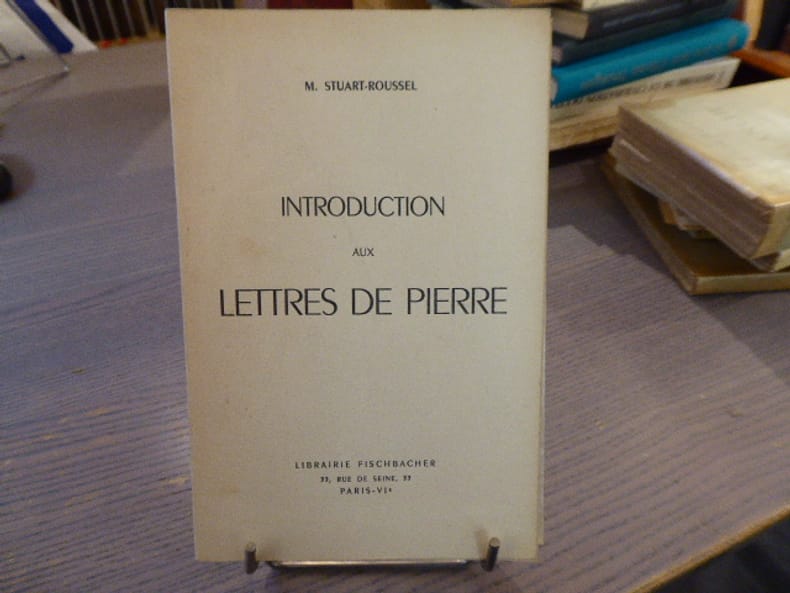 M. STUART-ROUSSEL
INTRODUCTION
AUX
LETTRES DE PIERRE
LIBRAIRIE FISCHBACHER
33, RUE DE SEINE, 33
PARIS-VIe